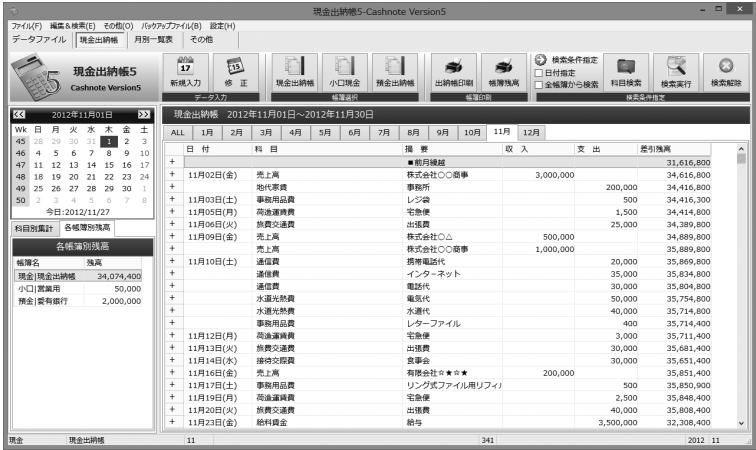 現金出納帳5-Cashnote Version5
ファイル(F) 編集&検索(E) その他(O) バックアップファイル(B) 設定(H)
データファイル 現金出納帳 月別一覧表 その他
現金出納帳5
Cashnote Version5
新規入力 修 正
データ入力
現金出納帳 小口現金 預金出納帳
帳簿選択
出納帳印刷 帳簿残高
帳簿印刷
検索条件指定
日付指定
全帳簿から検索
科目検索 検索実行 検索解除
検索条件指定
2012年11月01日
Wk 日 月 火 水 木 金 土
45 28 29 30 31 1 2 3
46 4 5 6 7 8 9 10
47 11 12 13 14 15 16 17
48 18 19 20 21 22 23 24
49 25 26 27 28 29 30 1
50 2 3 4 5 6 7 8
今日:2012/11/27
科目別集計 各帳簿別残高
各帳簿別残高
帳簿名 残高
現金|現金出納帳 34,074,400
小口|営業用 50,000
預金|愛有銀行 2,000,000
現金出納帳 2012年11月01日~2012年11月30日
ALL 1月 2月 3月 4月 5月 6月 7月 8月 9月 10月 11月 12月
日 付 科 目 摘 要 収 入 支 出 差引残高
+ ■前月繰越 31,616,800
+ 11月02日(金) 売上高 株式会社○○商事 3,000,000 34,616,800
+ 地代家賃 事務所 200,000 34,416,800
+ 11月03日(土) 事務用品費 レジ袋 500 34,416,300
+ 11月05日(月) 荷造運賃費 宅急便 1,500 34,414,800
+ 11月06日(火) 旅費交通費 出張費 25,000 34,389,800
+ 11月09日(金) 売上高 株式会社○△ 500,000 34,889,800
+ 売上高 株式会社○○商事 1,000,000 35,889,800
+ 11月10日(土) 通信費 携帯電話代 20,000 35,869,800
+ 通信費 インターネット 35,000 35,834,800
+ 通信費 電話代 30,000 35,804,800
+ 水道光熱費 電気代 50,000 35,754,800
+ 水道光熱費 水道代 40,000 35,714,800
+ 事務用品費 レターファイル 400 35,714,400
+ 11月12日(月) 荷造運賃費 宅急便 3,000 35,711,400
+ 11月13日(火) 旅費交通費 出張費 30,000 35,681,400
+ 11月14日(水) 接待交際費 食事会 30,000 35,651,400
+ 11月16日(金) 売上高 有限会社☆★☆★ 200,000 35,851,400
+ 11月17日(土) 事務用品費 リング式ファイル用リフィル 500 35,850,900
+ 11月19日(月) 荷造運賃費 宅急便 2,500 35,848,400
+ 11月20日(火) 旅費交通費 出張費 40,000 35,808,400
+ 11月23日(金) 給料賃金 給与 3,500,000 32,308,400
現金 現金出納帳 11 341 2012 11